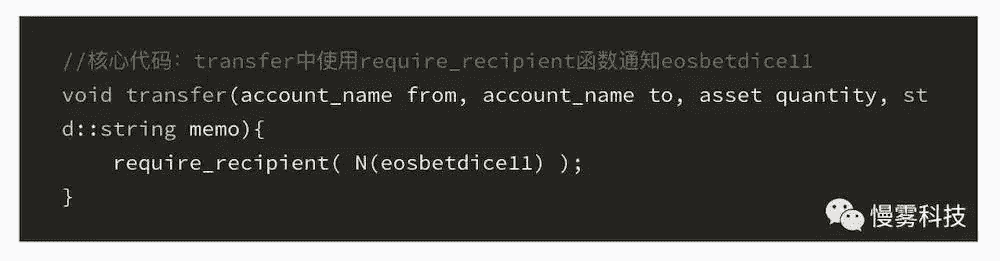 //核心代码：transfer中使用require_recipient函数通知eosbetdice11
void transfer(account_name from, account_name to, asset quantity, st
d::string memo){
    require_recipient( N(eosbetdice11) );
}
慢雾科技